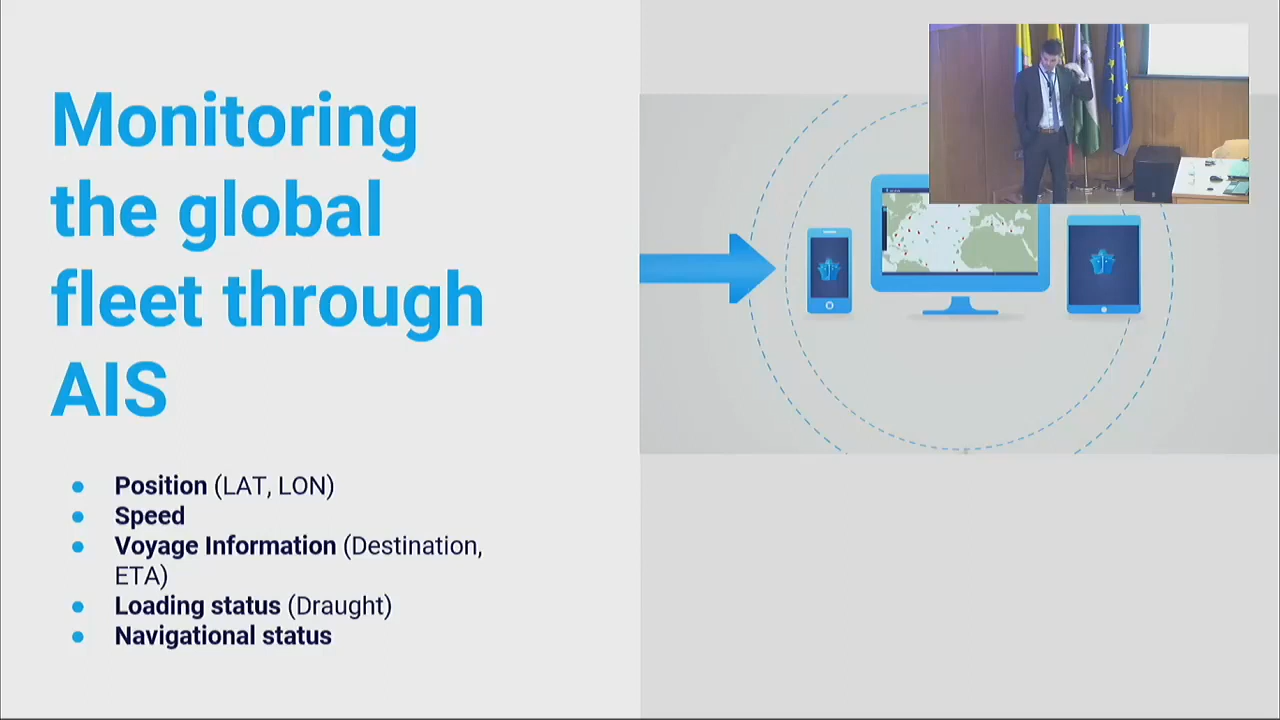 Monitoring
the global
fleet through
AIS
● Position (LAT, LON)
● Speed
● Voyage Information (Destination,
ETA)
● Loading status (Draught)
● Navigational status